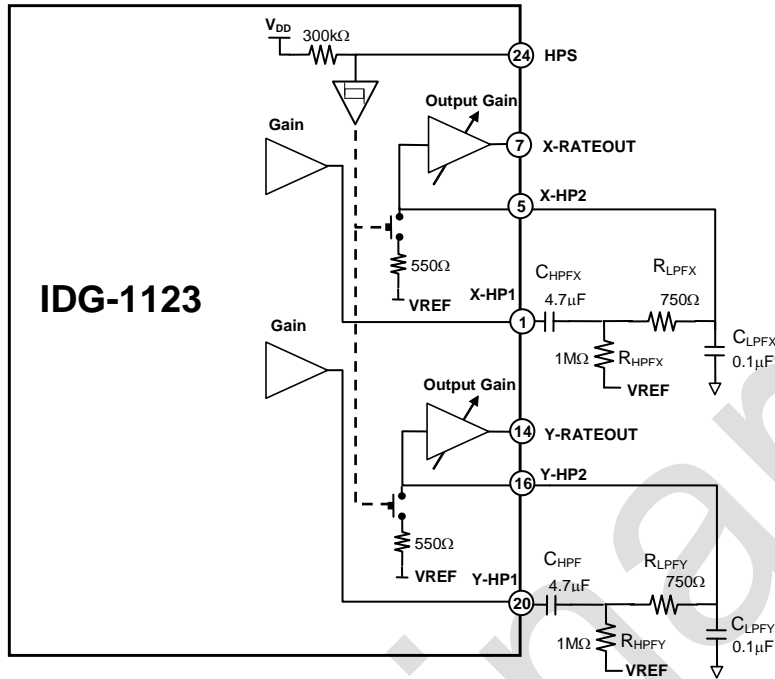 VDD
300kΩ
24 HPS
Output Gain
Gain
7 X-RATEOUT
5 X-HP2
550Ω
VREF
IDG-1123
X-HP1
1
CHPFX
4.7μF
RLPFX
750Ω
1MΩ RHPFX
VREF
CLPFX
0.1μF
Gain
Output Gain
14 Y-RATEOUT
16 Y-HP2
550Ω
VREF
Y-HP1
20
CHPF
4.7μF
RLPFY
750Ω
1MΩ RHPFY
VREF
CLPFY
0.1μF